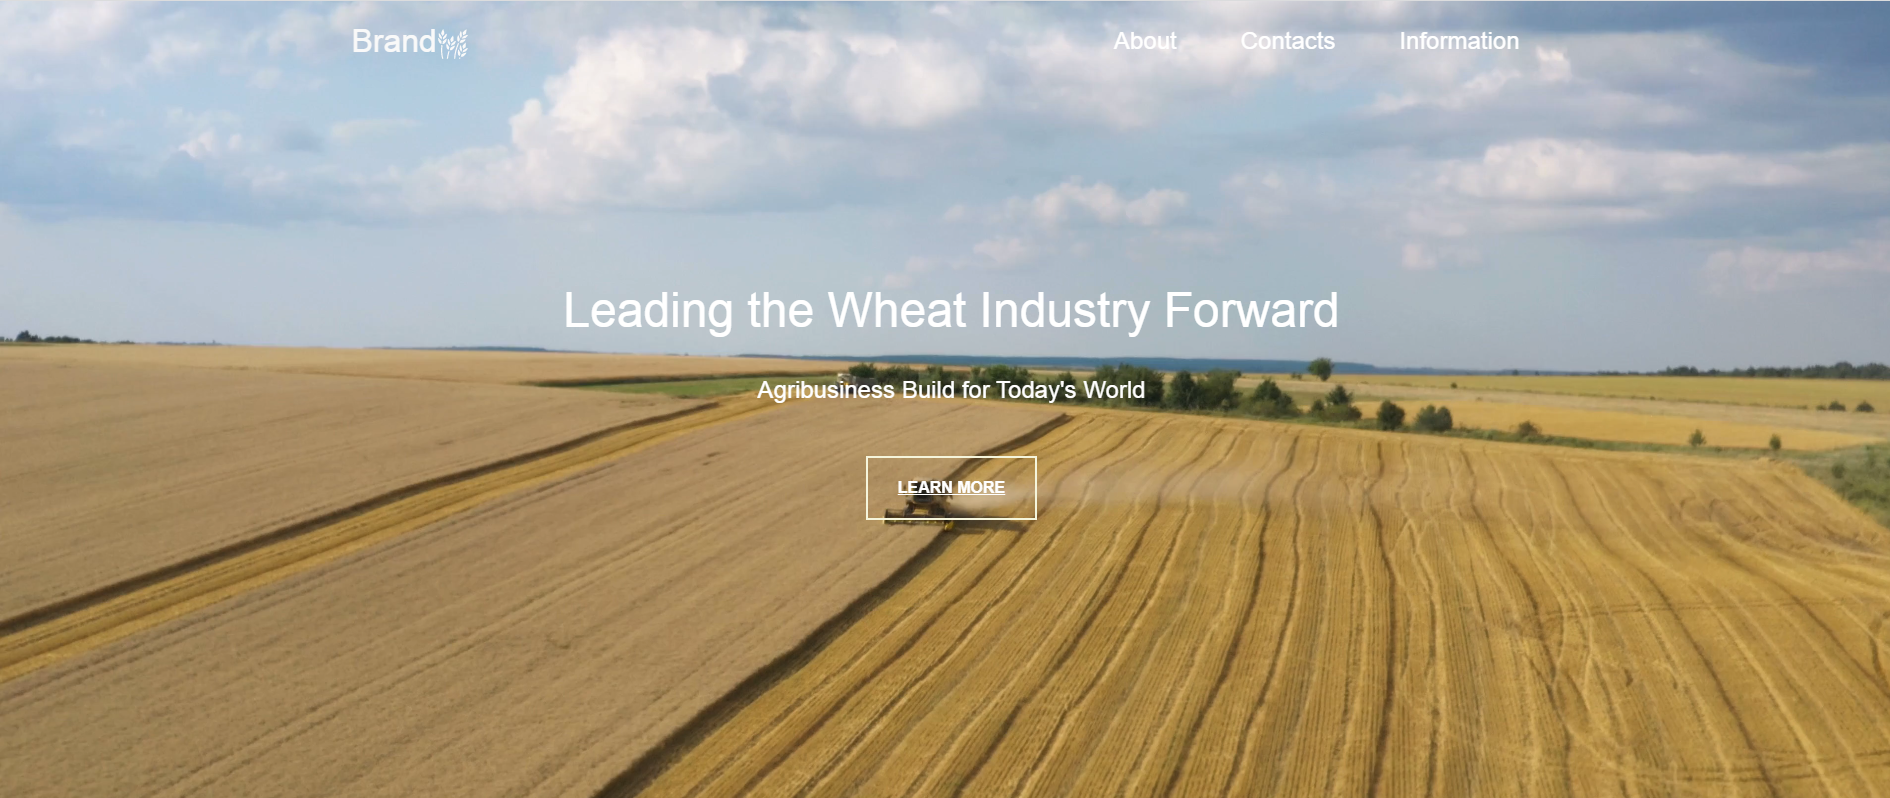 Brand
About
Contacts
Information
Leading the Wheat Industry Forward
Agribusiness Build for Today's World
LEARN MORE